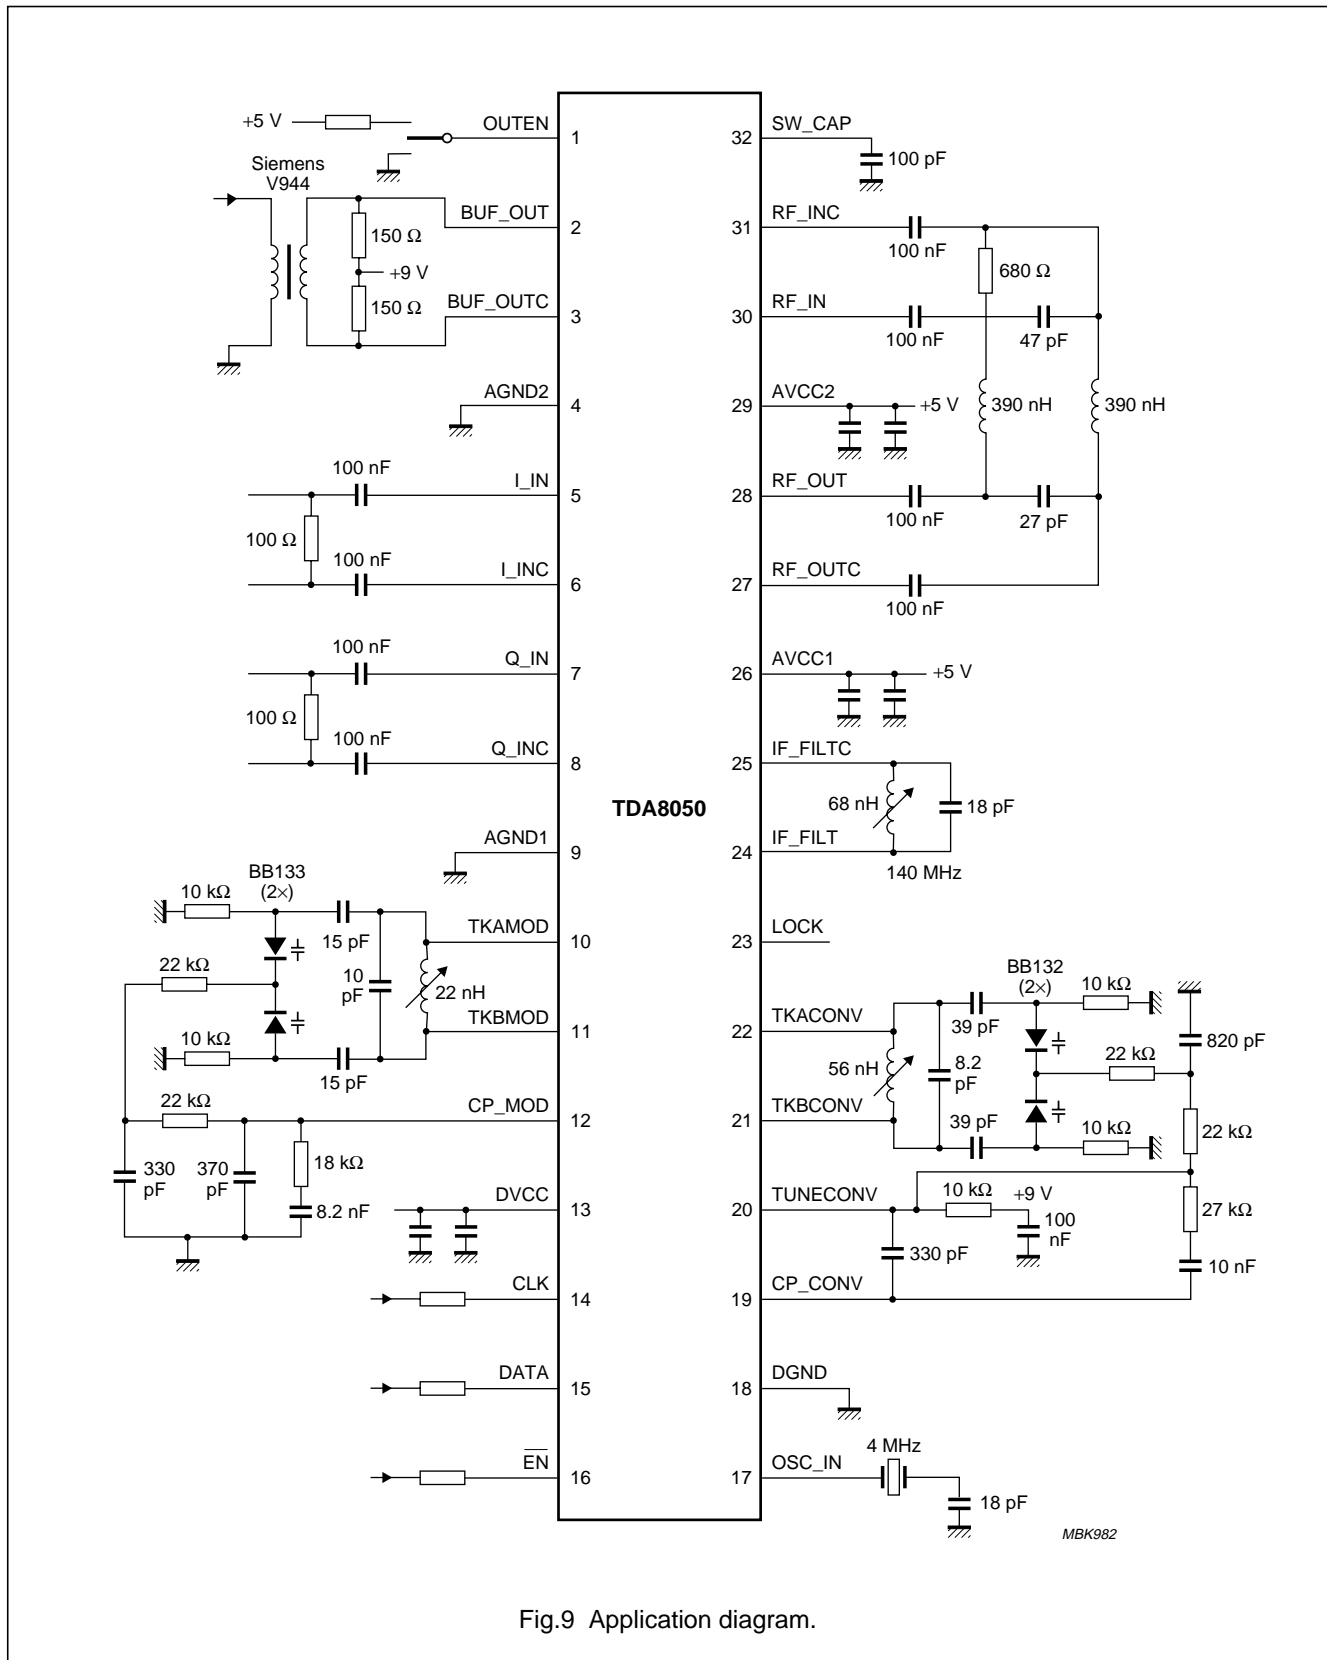 +5 V
OUTEN
1
Siemens
V944
BUF_OUT
2
150 Ω
+9 V
150 Ω
BUF_OUTC
3
AGND2
4
100 nF
I_IN
5
100 Ω
100 nF
I_INC
6
100 nF
Q_IN
7
100 Ω
100 nF
Q_INC
8
AGND1
9
BB133
(2×)
10 kΩ
15 pF
TKAMOD
10
22 kΩ
10
pF
22 nH
TKBMOD
11
10 kΩ
15 pF
22 kΩ
CP_MOD
12
330
pF
370
pF
18 kΩ
8.2 nF
DVCC
13
CLK
14
DATA
15
EN
16
TDA8050
32
SW_CAP
100 pF
31
RF_INC
100 nF
680 Ω
30
RF_IN
100 nF
47 pF
29
AVCC2
+5 V
390 nH
390 nH
28
RF_OUT
100 nF
27 pF
27
RF_OUTC
100 nF
26
AVCC1
+5 V
25
IF_FILTC
68 nH
18 pF
24
IF_FILT
140 MHz
23
LOCK
BB132
(2×)
10 kΩ
22
TKACONV
39 pF
820 pF
56 nH
8.2
pF
22 kΩ
21
TKBCONV
39 pF
10 kΩ
22 kΩ
20
TUNECONV
10 kΩ
+9 V
27 kΩ
330 pF
100
nF
10 nF
19
CP_CONV
18
DGND
17
OSC_IN
4 MHz
18 pF
MBK982
Fig.9 Application diagram.